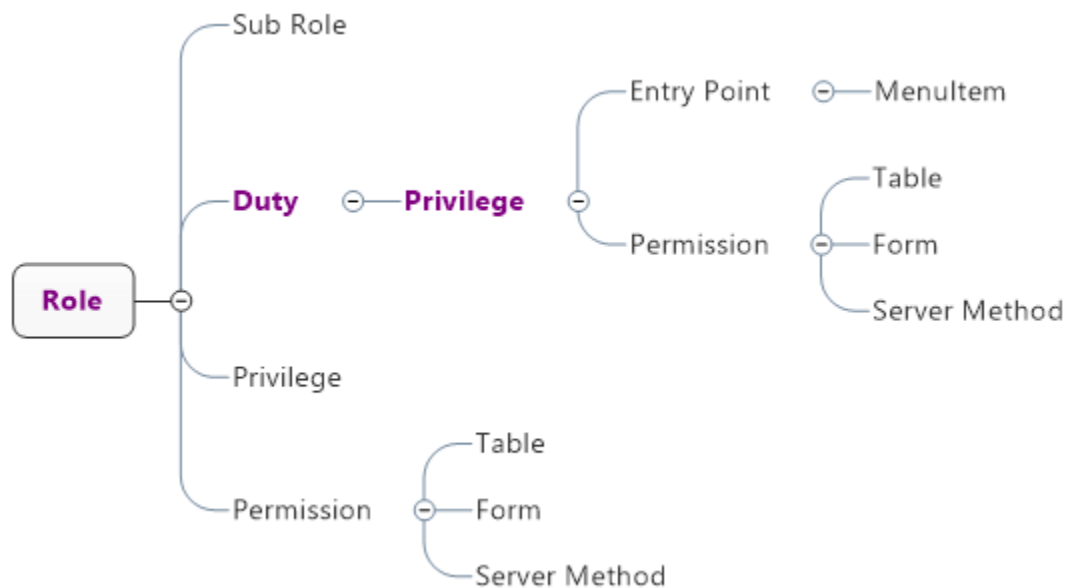 Sub Role
Entry Point
MenuItem
Table
Duty
Privilege
Permission
Form
Role
Server Method
Privilege
Table
Permission
Form
Server Method